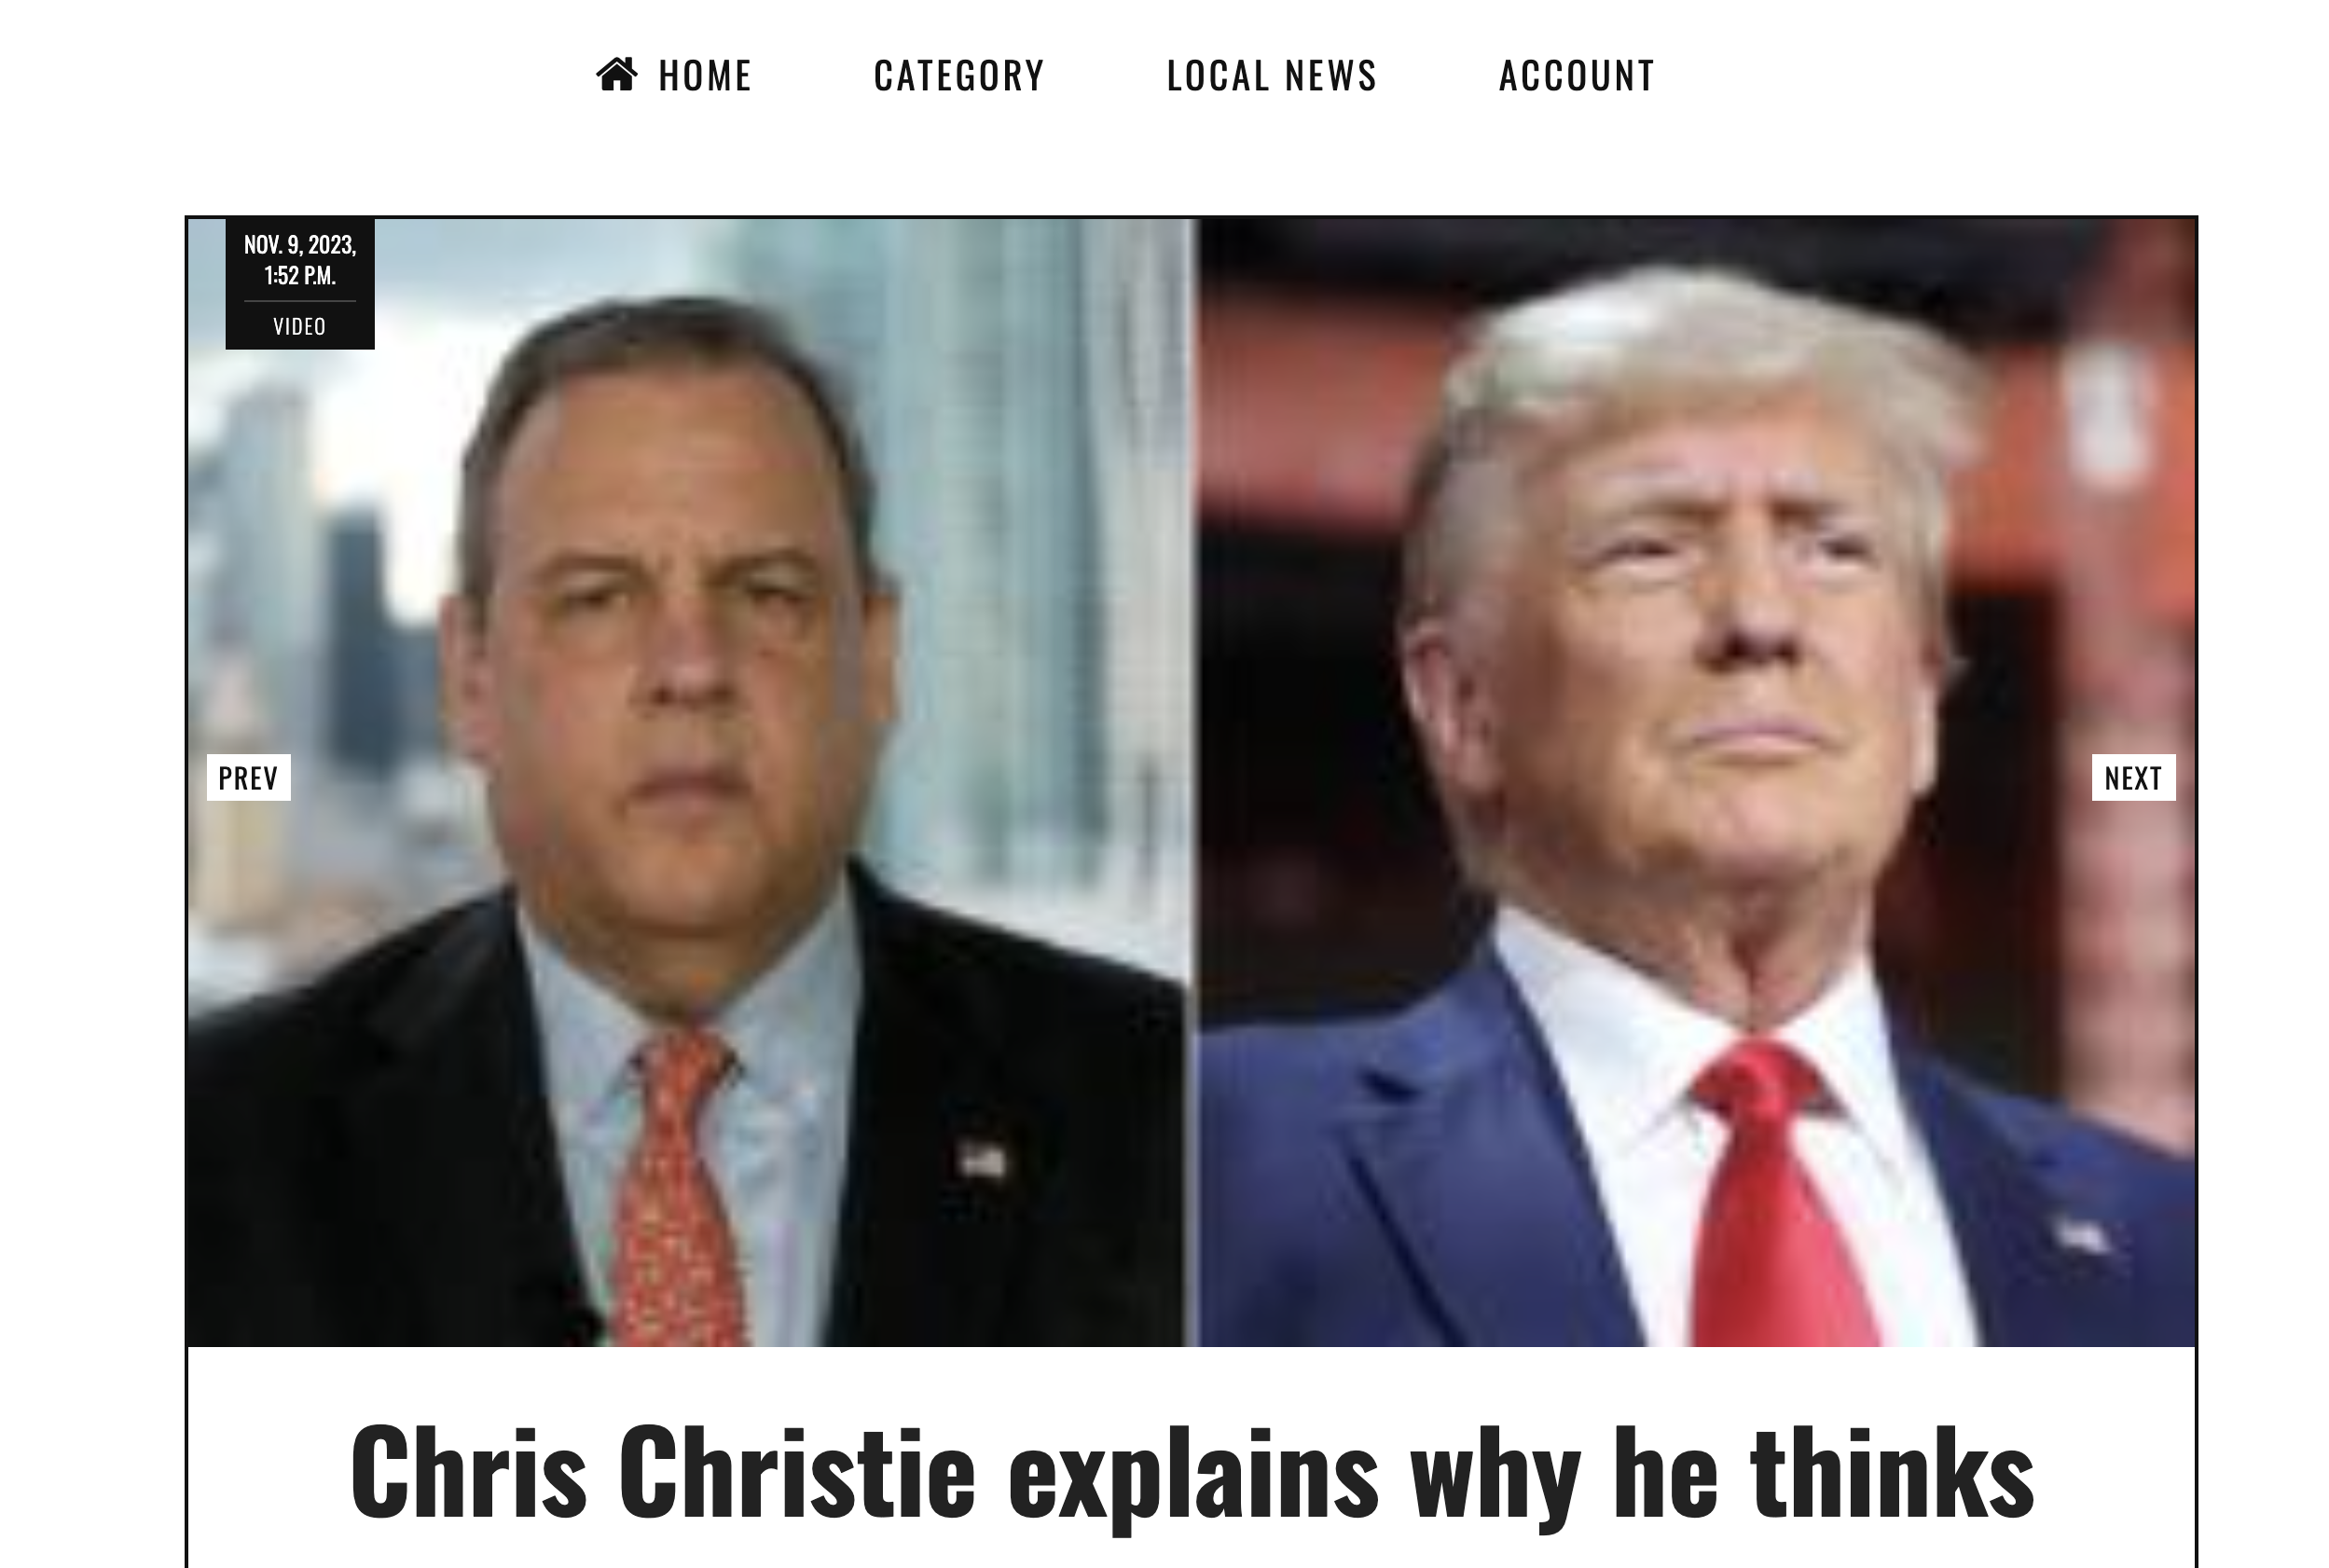 HOME CATEGORY LOCAL NEWS ACCOUNT
NOV. 9, 2023,
1:52 P.M.
VIDEO
PREV
NEXT
Chris Christie explains why he thinks